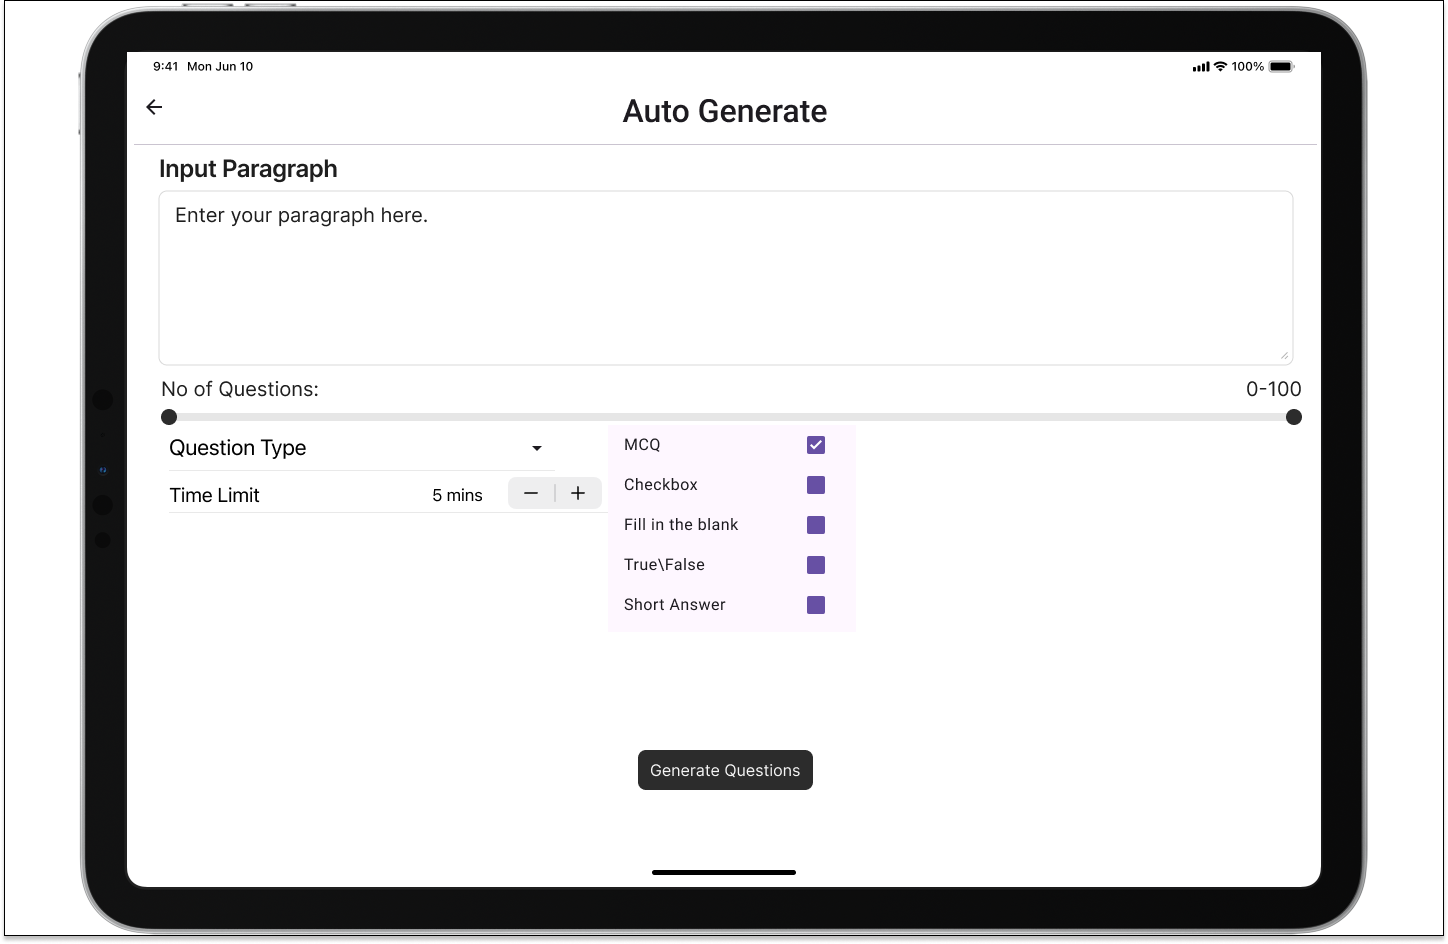 9:41 Mon Jun 10 100%
Auto Generate
Input Paragraph
Enter your paragraph here.
No of Questions: 0-100
Question Type
Time Limit 5 mins
MCQ
Checkbox
Fill in the blank
True\False
Short Answer
Generate Questions